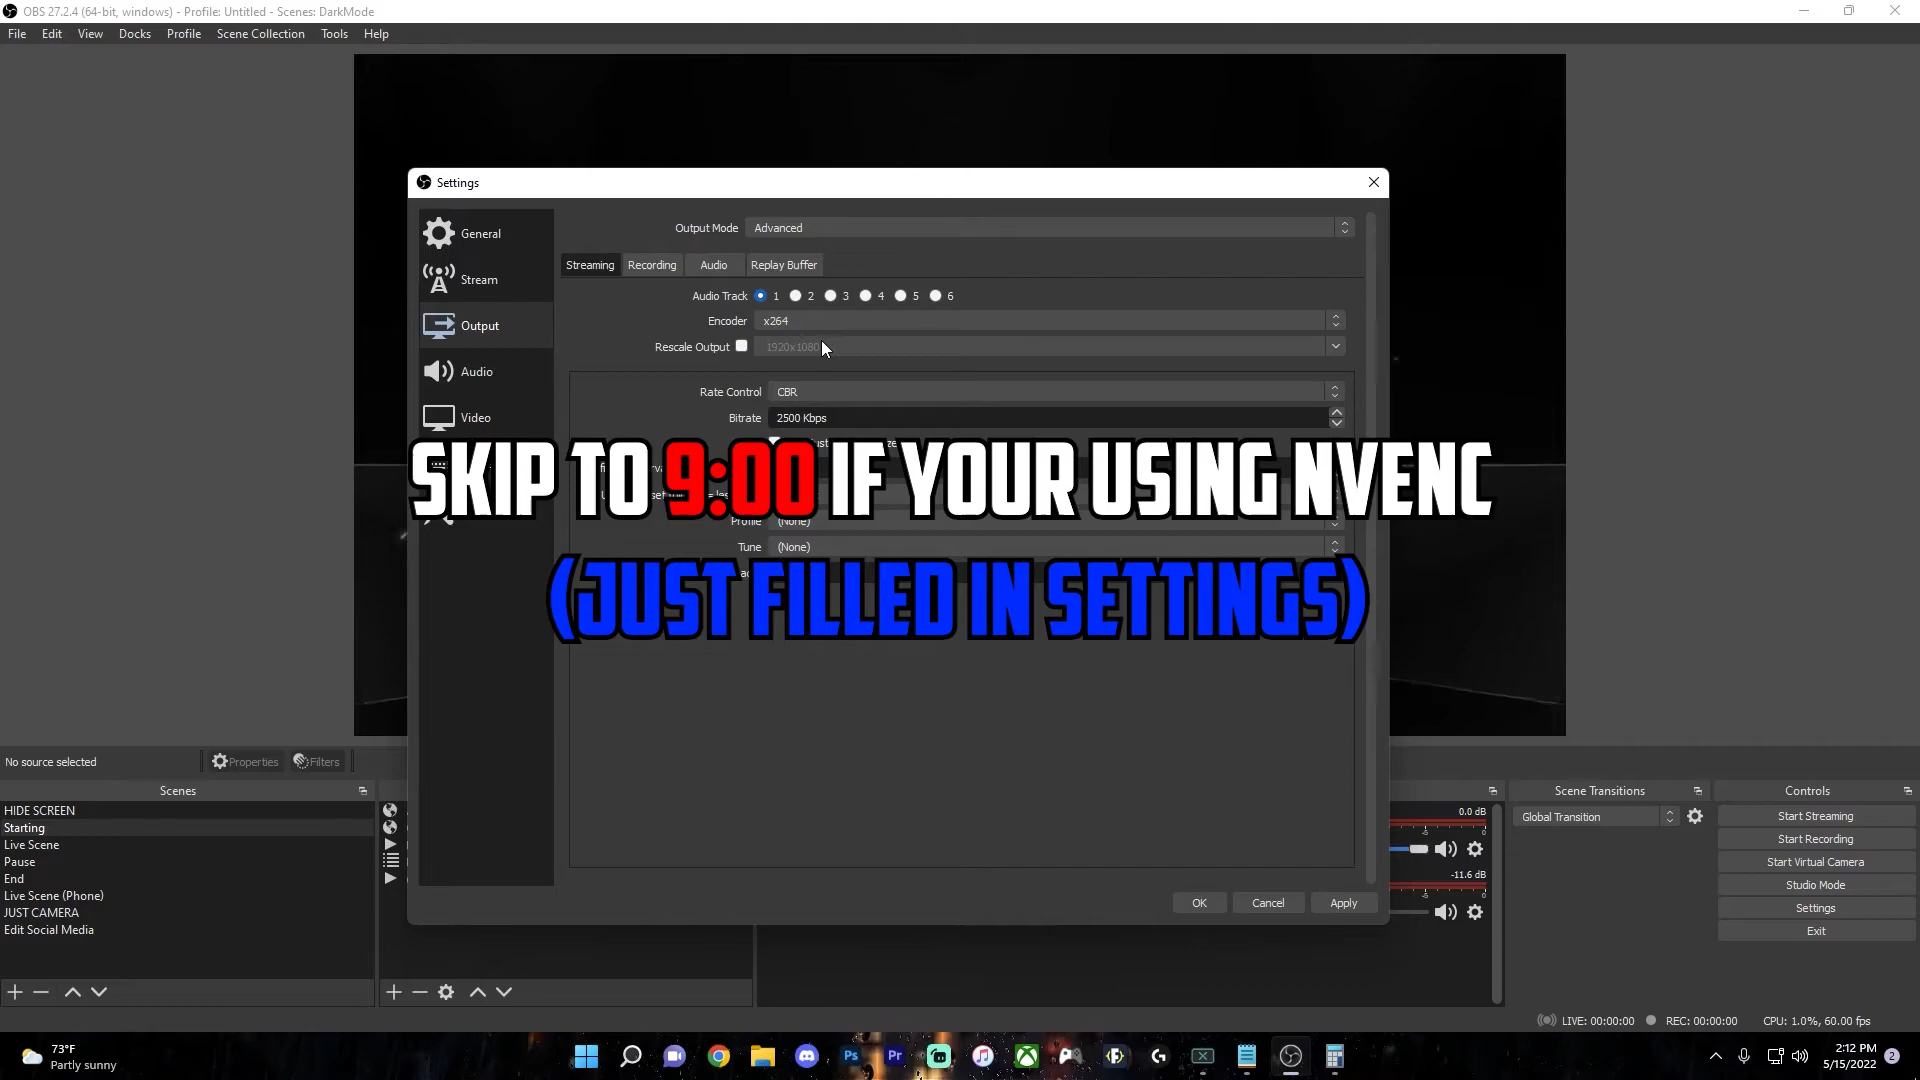 OBS 27.2.4 (64-bit, windows) - Profile: Untitled - Scenes: DarkMode
File Edit View Docks Profile Scene Collection Tools Help
Settings
General
Stream
Output
Audio
Video
Output Mode Advanced
Streaming Recording Audio Replay Buffer
Audio Track 1 2 3 4 5 6
Encoder x264
Rescale Output 1920x1080
Rate Control CBR
Bitrate 2500 Kbps
SKIP TO 9:00 IF YOUR USING NVENC
Profile (None)
Tune (None)
(JUST FILLED IN SETTINGS)
OK Cancel Apply
No source selected
Properties Filters
Scenes
HIDE SCREEN
Starting
Live Scene
Pause
End
Live Scene (Phone)
JUST CAMERA
Edit Social Media
0.0 dB
-11.6 dB
Scene Transitions
Global Transition
Controls
Start Streaming
Start Recording
Start Virtual Camera
Studio Mode
Settings
Exit
LIVE: 00:00:00 REC: 00:00:00 CPU: 1.0%, 60.00 fps
73°F
Partly sunny
Ps Pr
2:12 PM
5/15/2022
2